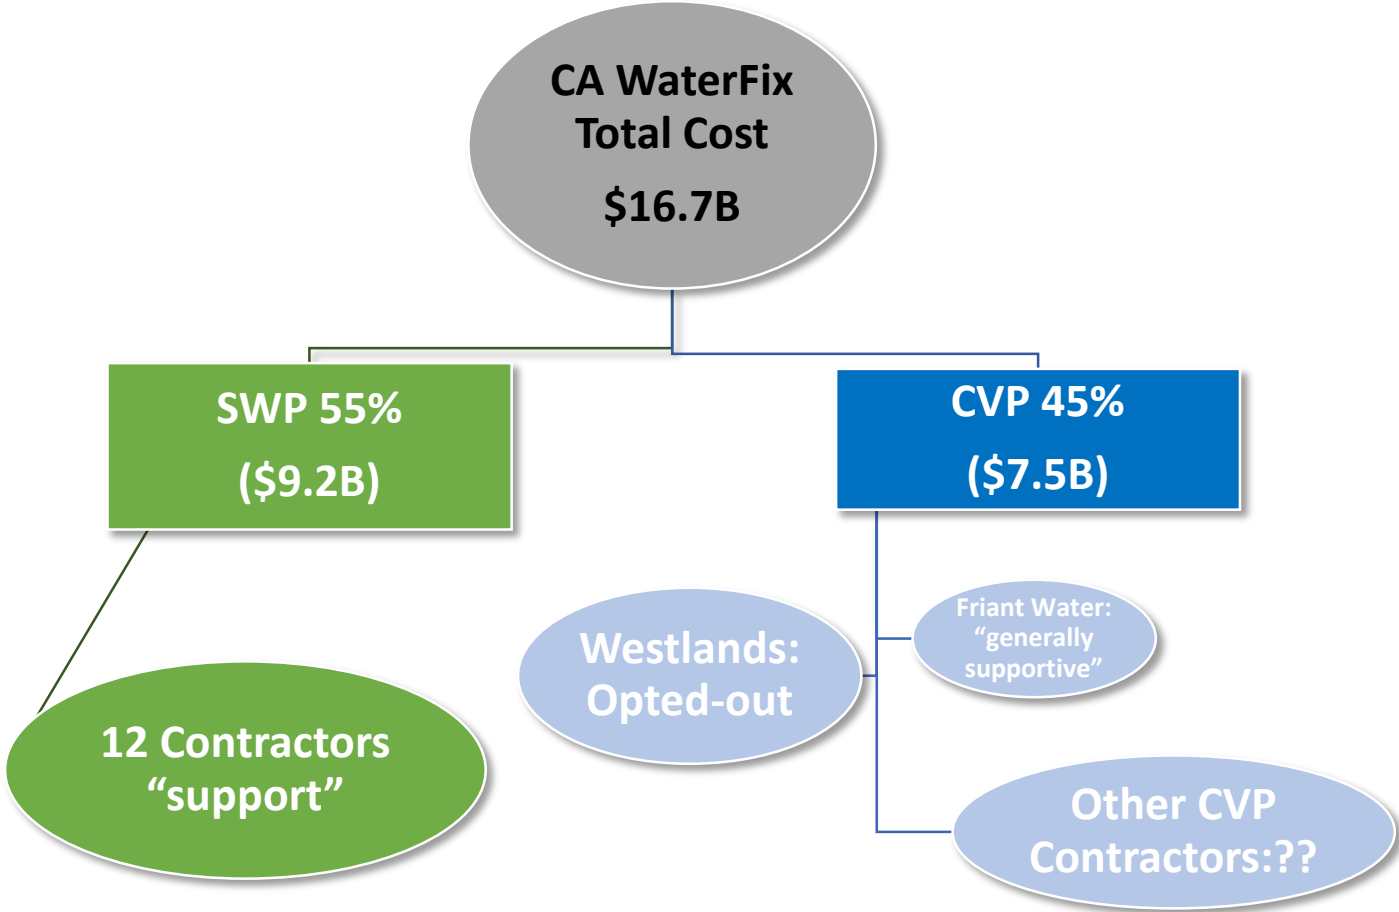 CA WaterFix
Total Cost
$16.7B
SWP 55%
($9.2B)
CVP 45%
($7.5B)
12 Contractors
“support”
Westlands:
Opted-out
Friant Water:
“generally
supportive”
Other CVP
Contractors:??